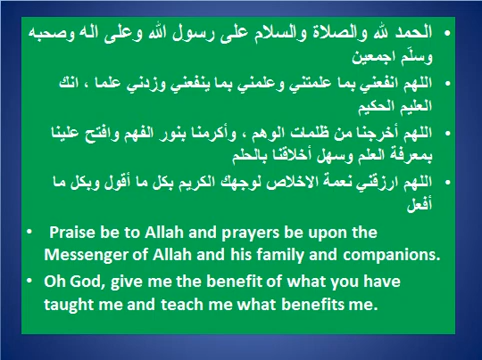 • الحمد لله والصلاة والسلام على رسول الله وعلى اله وصحبه
وسلّم اجمعين
• اللهم انفعني بما علمتني وعلمني بما ينفعني وزدني علما ، انك
العليم الحكيم
• اللهم أخرجنا من ظلمات الوهم ، وأكرمنا بنور الفهم وافتح علينا
بمعرفة العلم وسهل أخلاقنا بالحلم
• اللهم ارزقني نعمة الاخلاص لوجهك الكريم بكل ما أقول وبكل ما
أفعل
• Praise be to Allah and prayers be upon the
Messenger of Allah and his family and companions.
• Oh God, give me the benefit of what you have
taught me and teach me what benefits me.